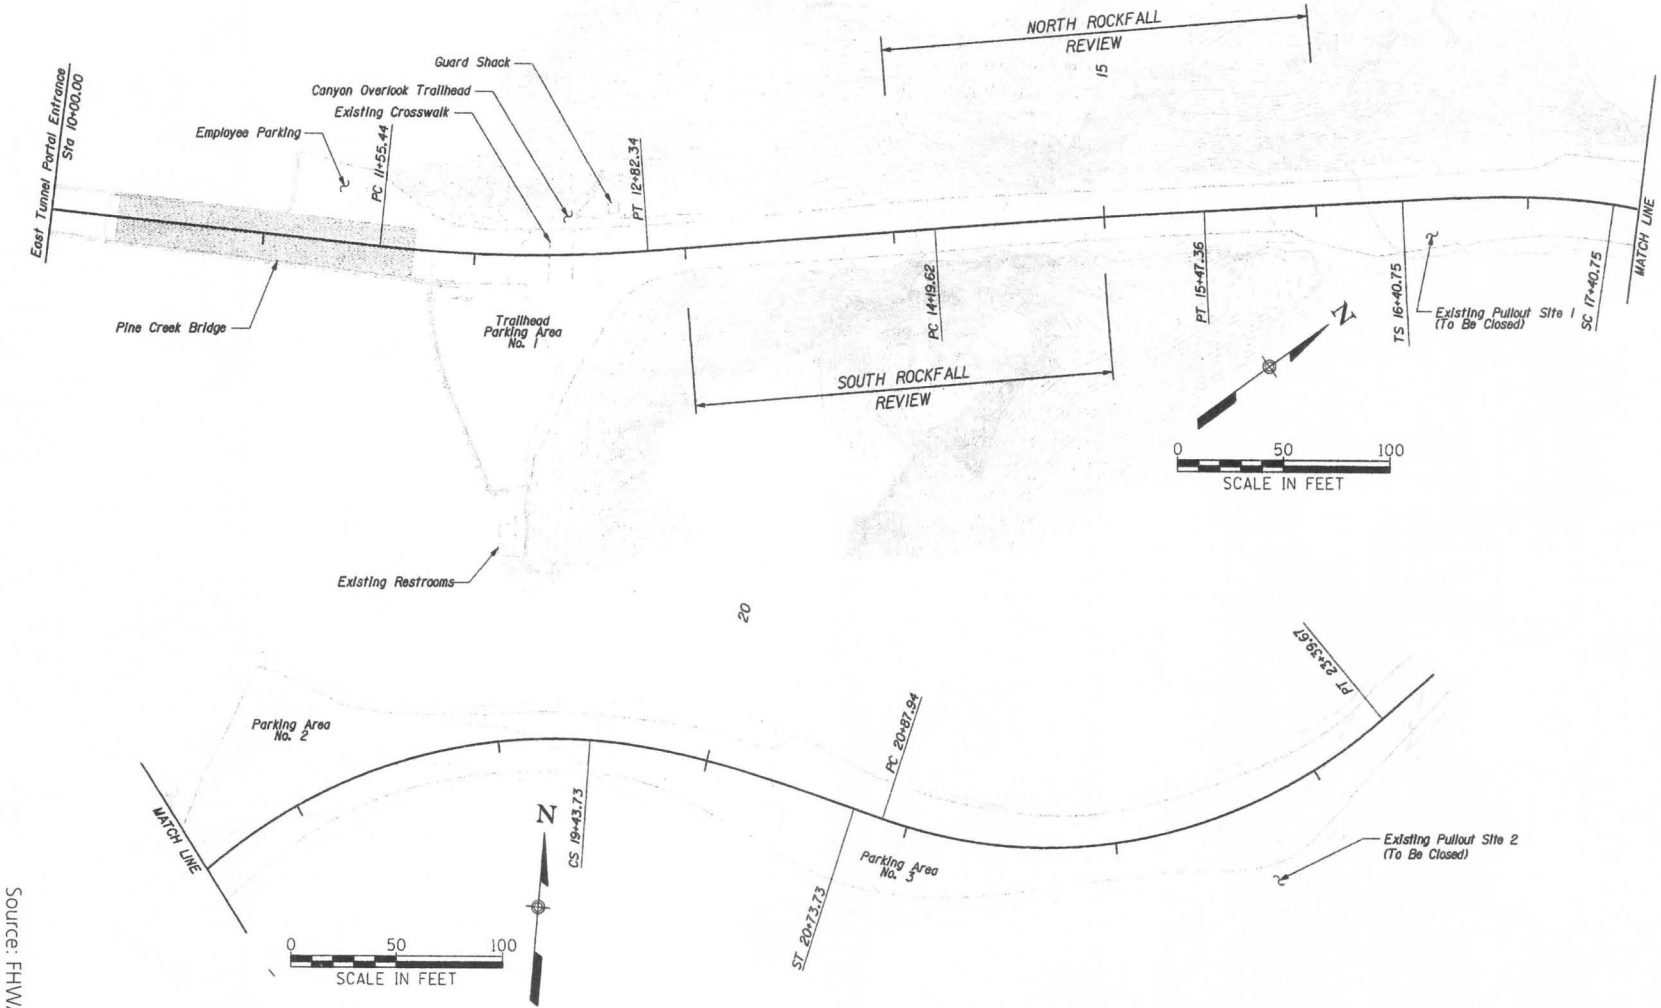 NORTH ROCKFALL
REVIEW
15
Guard Shack
Canyon Overlook Trailhead
Existing Crosswalk
Employee Parking
East Tunnel Portal Entrance
Sta 10+00.00
PC 11+55.44
PT 12+82.34
Pine Creek Bridge
Trailhead
Parking Area
No. 1
PC 14+19.62
PT 15+47.36
TS 16+40.75
SC 17+40.75
MATCH LINE
Existing Pullout Site 1
(To Be Closed)
N
SOUTH ROCKFALL
REVIEW
0 50 100
SCALE IN FEET
Existing Restrooms
20
PT 23+39.67
Parking Area
No. 2
PC 20+87.94
MATCH LINE
N
CS 19+43.73
Parking Area
No. 3
Existing Pullout Site 2
(To Be Closed)
ST 20+73.73
0 50 100
SCALE IN FEET
Source: FHWA